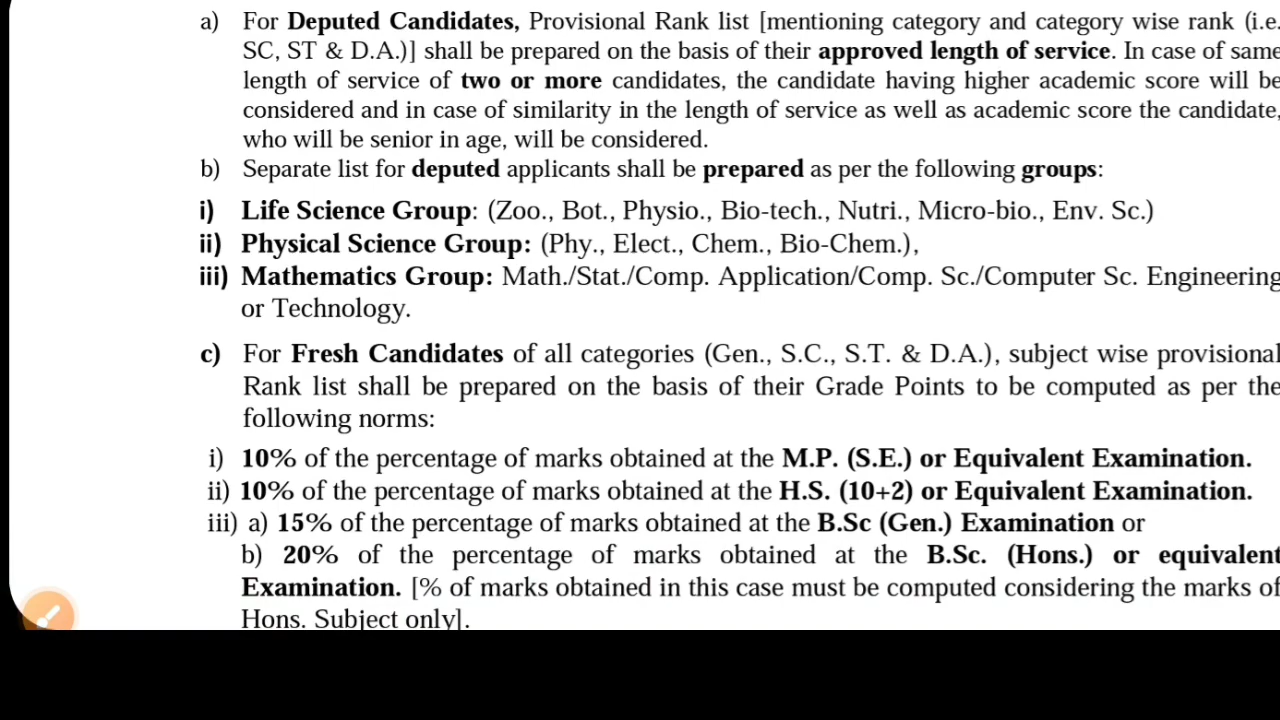 a) For Deputed Candidates, Provisional Rank list [mentioning category and category wise rank (i.e.
SC, ST & D.A.)] shall be prepared on the basis of their approved length of service. In case of same
length of service of two or more candidates, the candidate having higher academic score will be
considered and in case of similarity in the length of service as well as academic score the candidate,
who will be senior in age, will be considered.
b) Separate list for deputed applicants shall be prepared as per the following groups:
i) Life Science Group: (Zoo., Bot., Physio., Bio-tech., Nutri., Micro-bio., Env. Sc.)
ii) Physical Science Group: (Phy., Elect., Chem., Bio-Chem.),
iii) Mathematics Group: Math./Stat./Comp. Application/Comp. Sc./Computer Sc. Engineering
or Technology.
c) For Fresh Candidates of all categories (Gen., S.C., S.T. & D.A.), subject wise provisional
Rank list shall be prepared on the basis of their Grade Points to be computed as per the
following norms:
i) 10% of the percentage of marks obtained at the M.P. (S.E.) or Equivalent Examination.
ii) 10% of the percentage of marks obtained at the H.S. (10+2) or Equivalent Examination.
iii) a) 15% of the percentage of marks obtained at the B.Sc (Gen.) Examination or
b) 20% of the percentage of marks obtained at the B.Sc. (Hons.) or equivalent
Examination. [% of marks obtained in this case must be computed considering the marks of
Hons. Subject only].